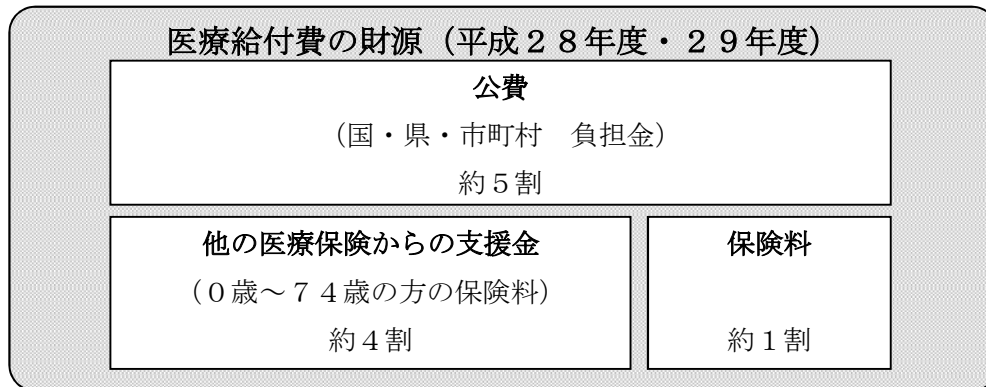 医療給付費の財源（平成２８年度・２９年度）
公費
（国・県・市町村　負担金）
約５割
他の医療保険からの支援金
（０歳～７４歳の方の保険料）
約４割
保険料
約１割